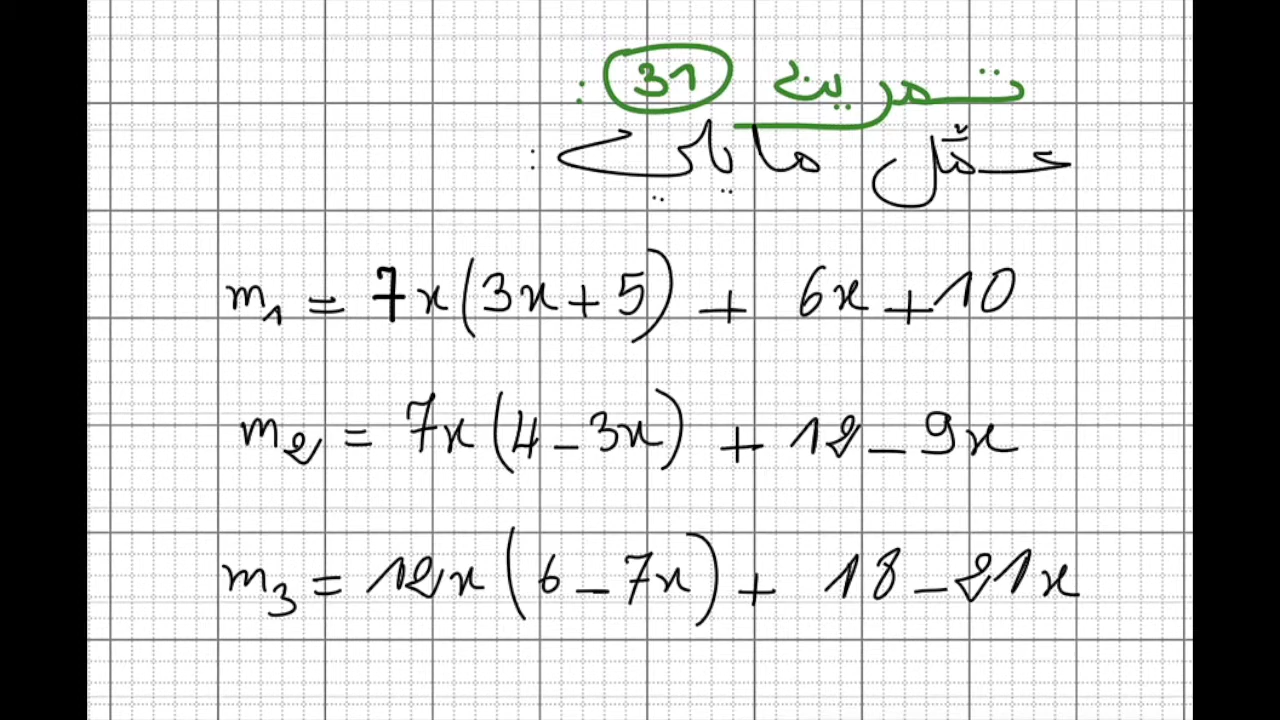 تمرين 31 :
حلّل ما يلي :
m₁ = 7x(3x+5) + 6x+10
m₂ = 7x(4-3x) + 12-9x
m₃ = 12x(6-7x) + 18-21x